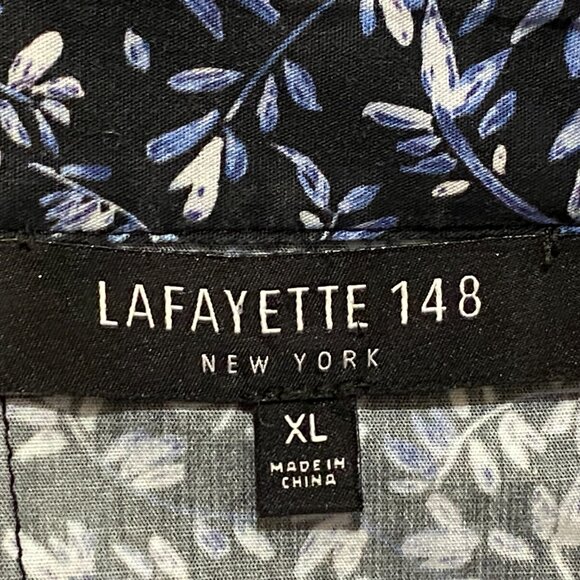 LAFAYETTE 148
NEW YORK
XL
MADE IN
CHINA